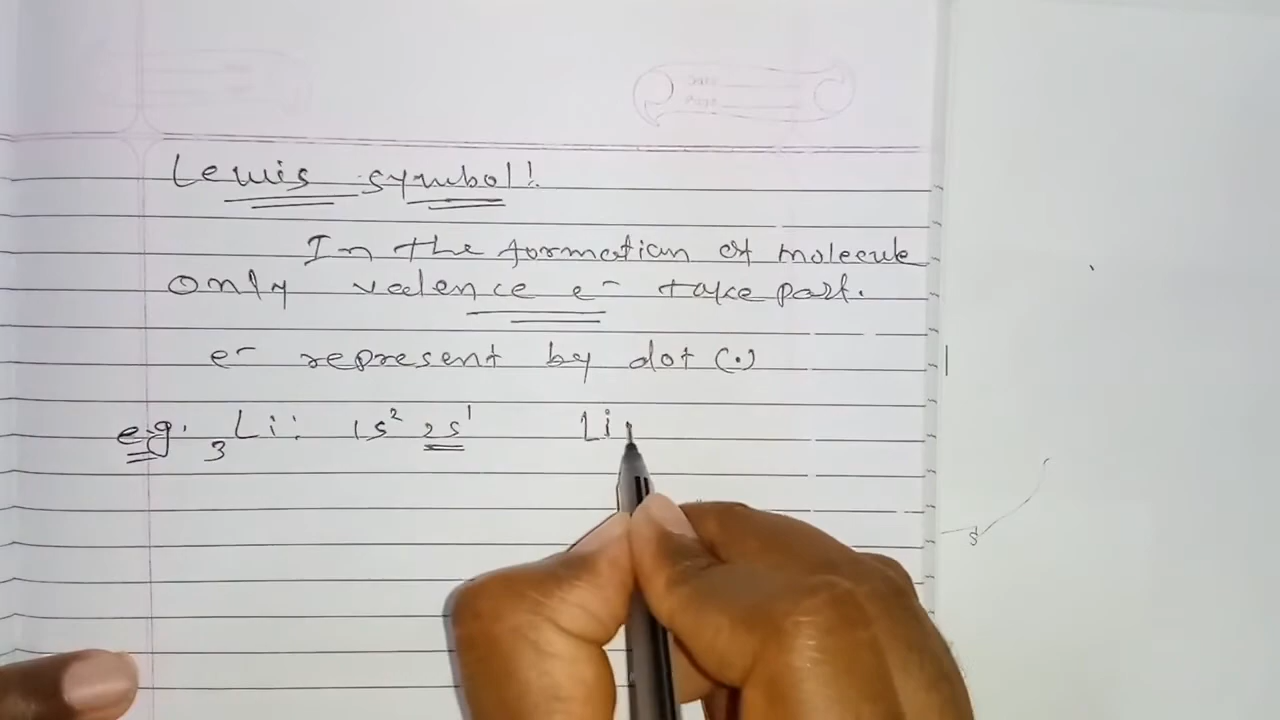 Lewis symbol!
In the formation of molecule
only valence e⁻ take part.
e⁻ represent by dot (.)
e.g. ₃Li: 1s² 2s¹ Li.